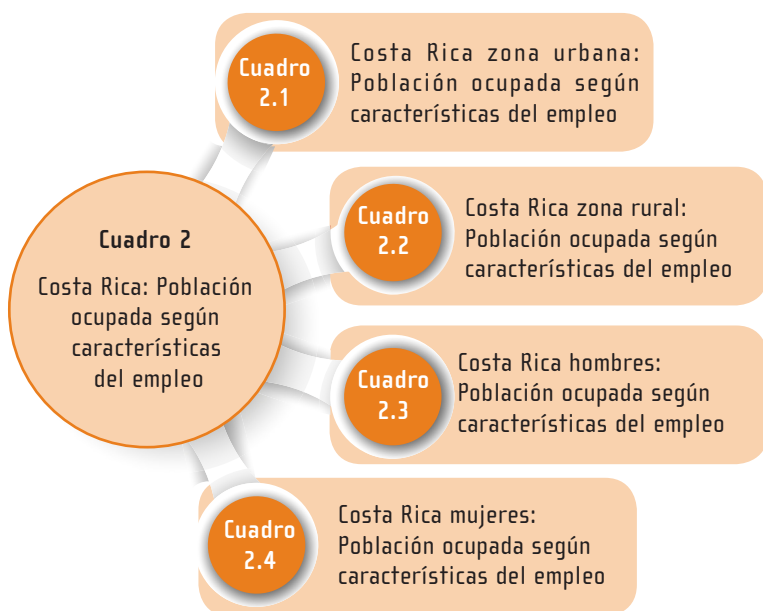 Cuadro 2
Costa Rica: Población
ocupada según
características
del empleo
Cuadro
2.1
Costa Rica zona urbana:
Población ocupada según
características del empleo
Cuadro
2.2
Costa Rica zona rural:
Población ocupada según
características del empleo
Cuadro
2.3
Costa Rica hombres:
Población ocupada según
características del empleo
Cuadro
2.4
Costa Rica mujeres:
Población ocupada según
características del empleo